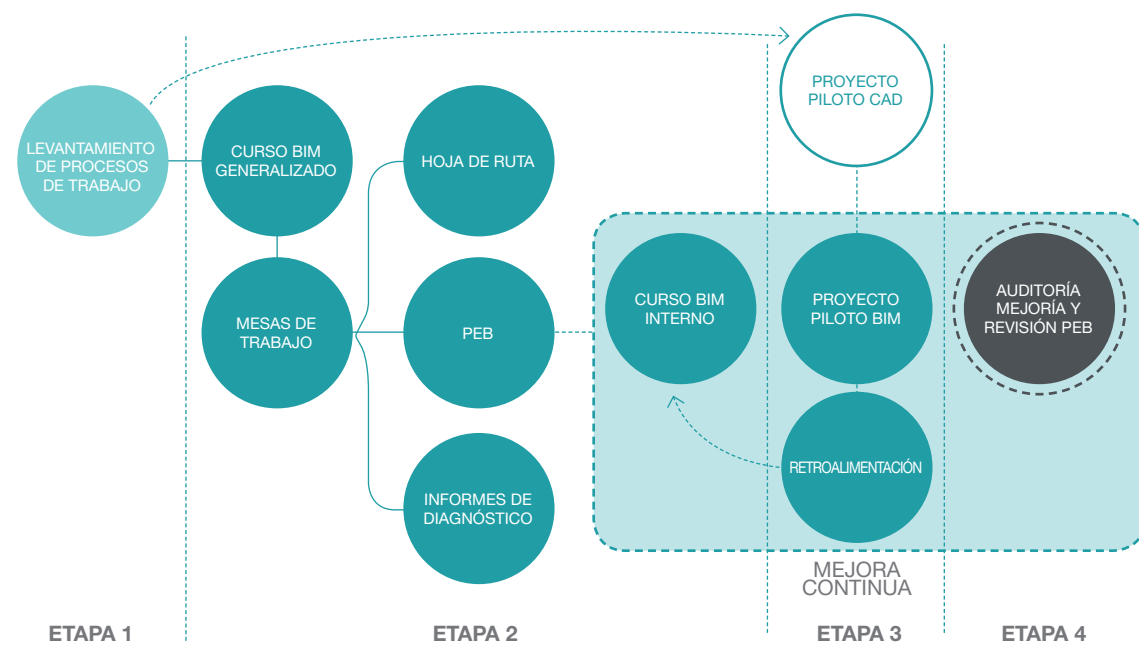 PROYECTO
PILOTO CAD
LEVANTAMIENTO
DE PROCESOS
DE TRABAJO
CURSO BIM
GENERALIZADO
HOJA DE RUTA
MESAS DE
TRABAJO
PEB
INFORMES DE
DIAGNÓSTICO
CURSO BIM
INTERNO
PROYECTO
PILOTO BIM
AUDITORÍA
MEJORÍA Y
REVISIÓN PEB
RETROALIMENTACIÓN
MEJORA
CONTINUA
ETAPA 1
ETAPA 2
ETAPA 3
ETAPA 4